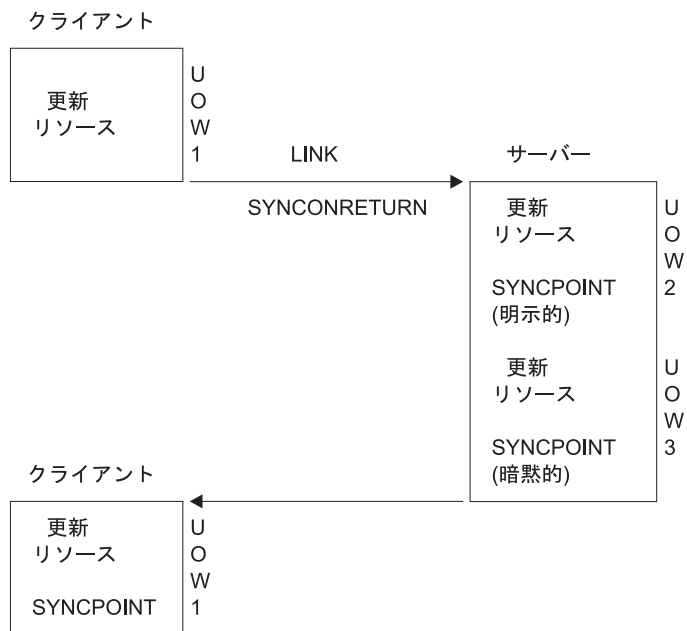 クライアント
更新
リソース
U
O
W
1
LINK
SYNCONRETURN
サーバー
更新
リソース
SYNCPOINT
(明示的)
U
O
W
2
更新
リソース
SYNCPOINT
(暗黙的)
U
O
W
3
クライアント
更新
リソース
SYNCPOINT
U
O
W
1